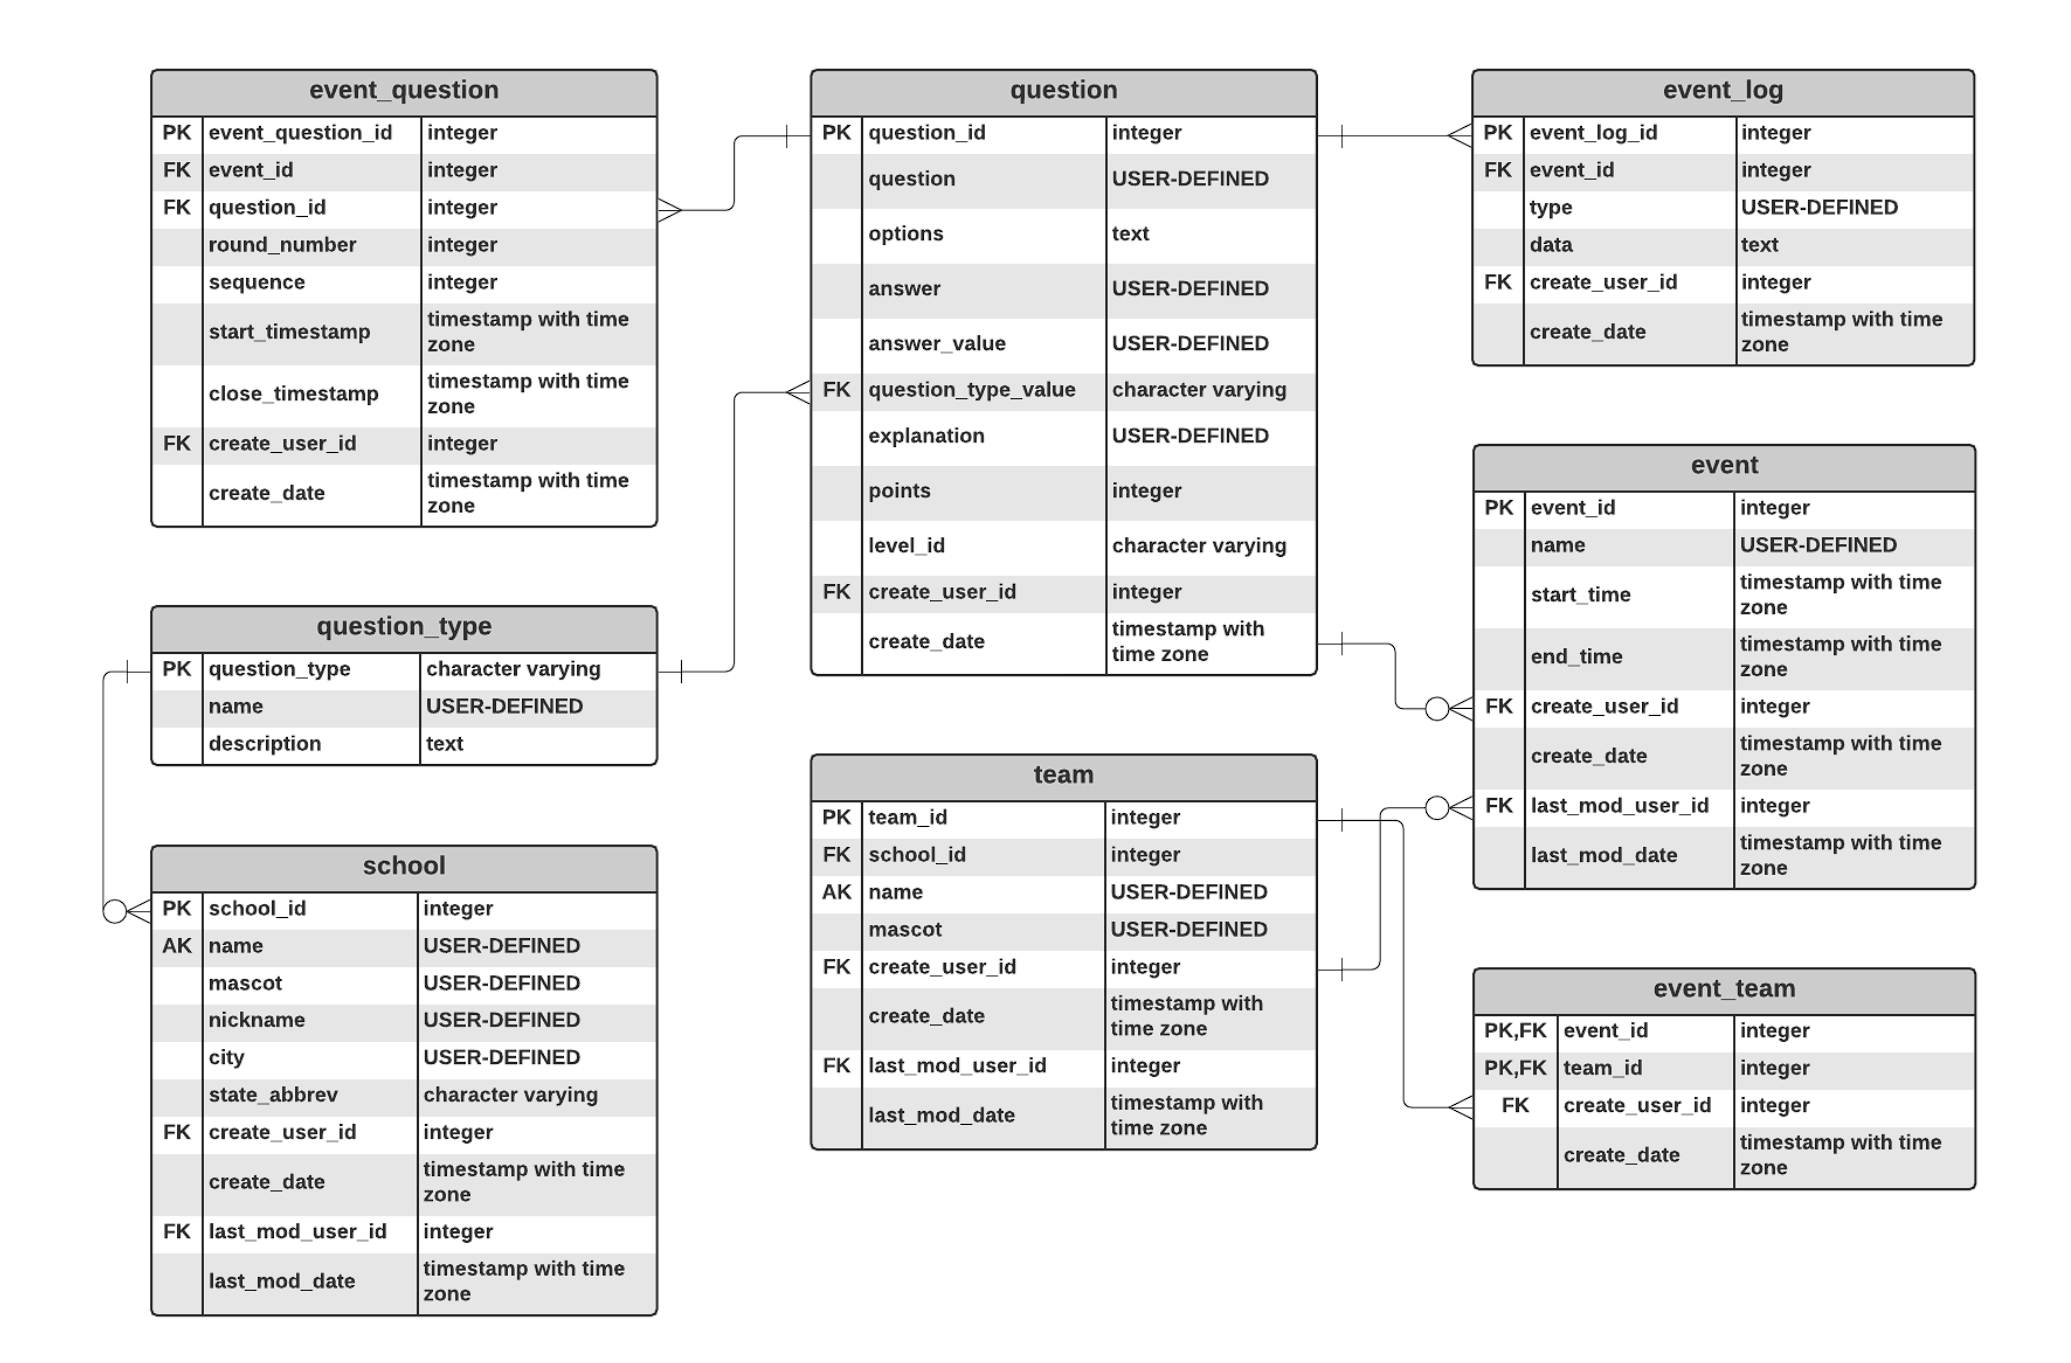 event_question
PK event_question_id integer
FK event_id integer
FK question_id integer
round_number integer
sequence integer
start_timestamp timestamp with time
zone
close_timestamp timestamp with time
zone
FK create_user_id integer
create_date timestamp with time
zone
question_type
PK question_type character varying
name USER-DEFINED
description text
school
PK school_id integer
AK name USER-DEFINED
mascot USER-DEFINED
nickname USER-DEFINED
city USER-DEFINED
state_abbrev character varying
FK create_user_id integer
create_date timestamp with time
zone
FK last_mod_user_id integer
last_mod_date timestamp with time
zone
question
PK question_id integer
question USER-DEFINED
options text
answer USER-DEFINED
answer_value USER-DEFINED
FK question_type_value character varying
explanation USER-DEFINED
points integer
level_id character varying
FK create_user_id integer
create_date timestamp with
time zone
team
PK team_id integer
FK school_id integer
AK name USER-DEFINED
mascot USER-DEFINED
FK create_user_id integer
create_date timestamp with
time zone
FK last_mod_user_id integer
last_mod_date timestamp with
time zone
event_log
PK event_log_id integer
FK event_id integer
type USER-DEFINED
data text
FK create_user_id integer
create_date timestamp with time
zone
event
PK event_id integer
name USER-DEFINED
start_time timestamp with time
zone
end_time timestamp with time
zone
FK create_user_id integer
create_date timestamp with time
zone
FK last_mod_user_id integer
last_mod_date timestamp with time
zone
event_team
PK,FK event_id integer
PK,FK team_id integer
FK create_user_id integer
create_date timestamp with time
zone